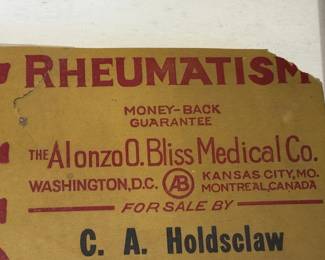 RHEUMATISM
MONEY-BACK
GUARANTEE
THE Alonzo O. Bliss Medical Co.
WASHINGTON, D.C. AB KANSAS CITY, MO.
MONTREAL, CANADA
FOR SALE BY
C. A. Holdsclaw